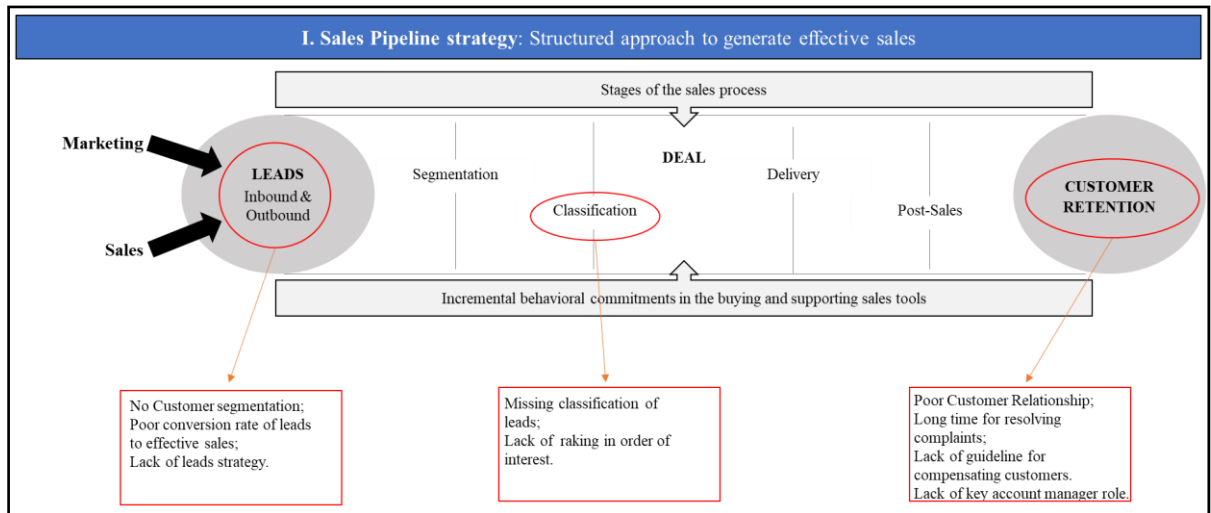 I. Sales Pipeline strategy: Structured approach to generate effective sales
Stages of the sales process
Marketing
Sales
LEADS
Inbound &
Outbound
Segmentation
Classification
DEAL
Delivery
Post-Sales
CUSTOMER
RETENTION
Incremental behavioral commitments in the buying and supporting sales tools
No Customer segmentation;
Poor conversion rate of leads
to effective sales;
Lack of leads strategy.
Missing classification of
leads;
Lack of raking in order of
interest.
Poor Customer Relationship;
Long time for resolving
complaints;
Lack of guideline for
compensating customers.
Lack of key account manager role.